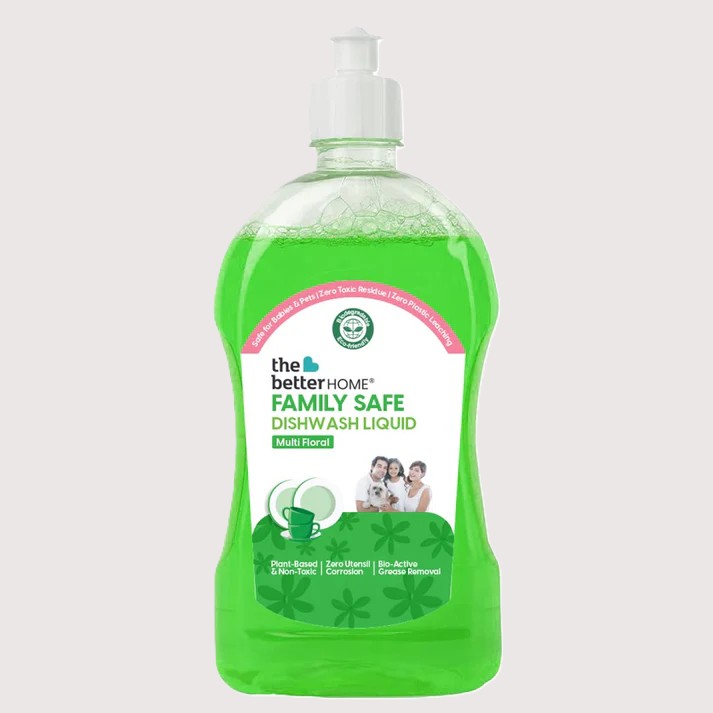 Safe for Babies & Pets | Zero Toxic Residue | Zero Plastic Leaching
Biodegradable
Eco-friendly
the
better HOME®
FAMILY SAFE
DISHWASH LIQUID
Multi Floral
Plant-Based | Zero Utensil | Bio-Active
& Non-Toxic | Corrosion | Grease Removal